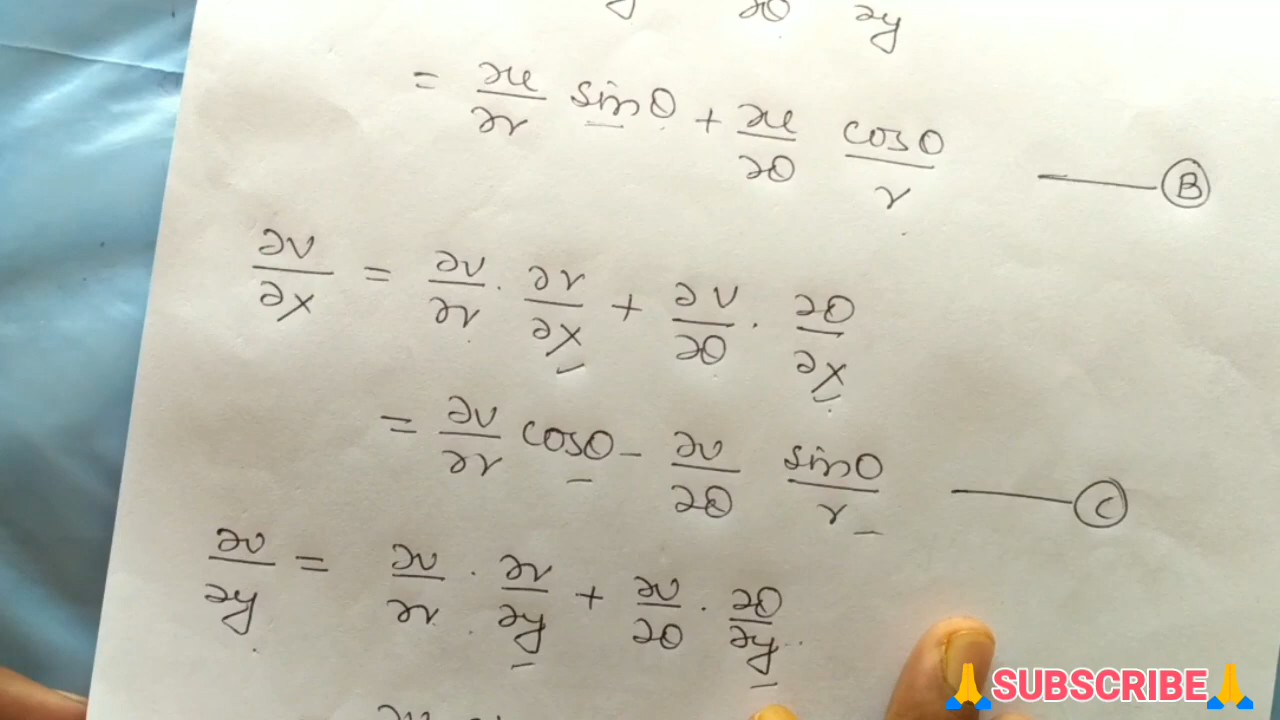 y ∂θ ∂y
= ∂u/∂r sinθ + ∂u/∂θ cosθ/r —— (B)
∂v/∂x = ∂v/∂r · ∂r/∂x + ∂v/∂θ · ∂θ/∂x
= ∂v/∂r cosθ - ∂v/∂θ sinθ/r —— (C)
∂v/∂y = ∂v/∂r · ∂r/∂y + ∂v/∂θ · ∂θ/∂y
🙏SUBSCRIBE🙏